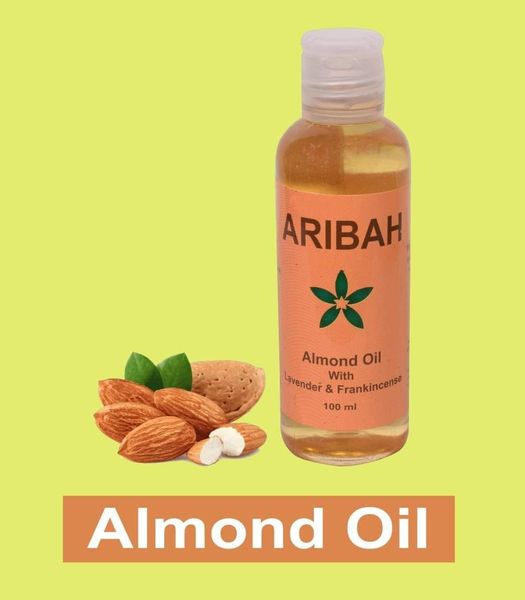 ARIBAH
Almond Oil
With
Lavender & Frankincense
100 ml
Almond Oil